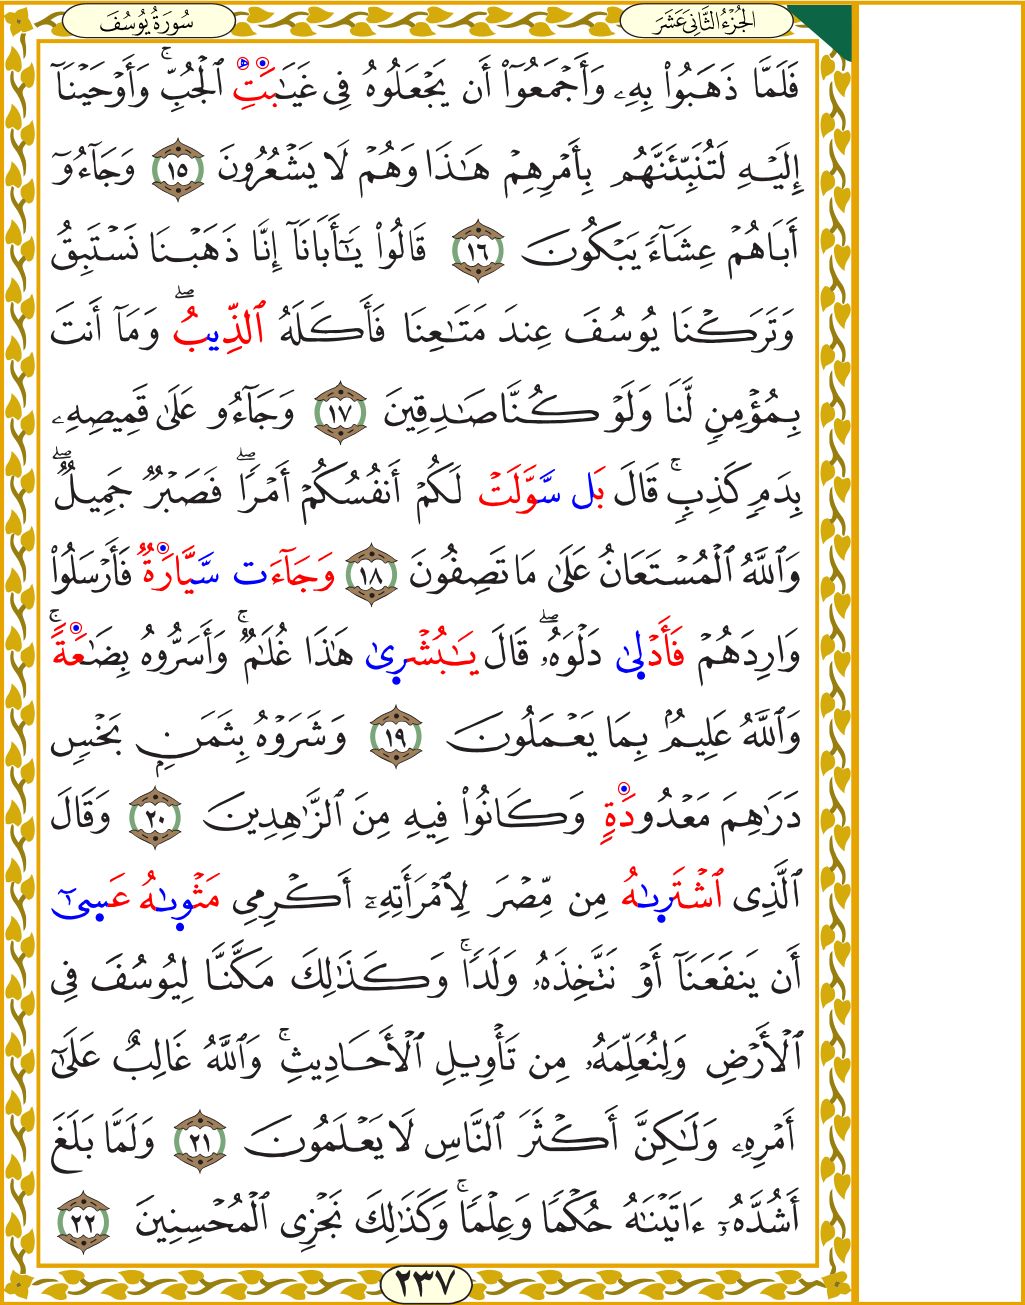 الجُزْءُ الثَّانِي عَشَرَ
سُورَةُ يُوسُفَ
فَلَمَّا ذَهَبُوا۟ بِهِۦ وَأَجْمَعُوٓا۟ أَن يَجْعَلُوهُ فِى غَيَـٰبَتِ ٱلْجُبِّ ۚ وَأَوْحَيْنَآ
إِلَيْهِ لَتُنَبِّئَنَّهُم بِأَمْرِهِمْ هَـٰذَا وَهُمْ لَا يَشْعُرُونَ ١٥ وَجَآءُوٓ
أَبَاهُمْ عِشَآءً يَبْكُونَ ١٦ قَالُوا۟ يَـٰٓأَبَانَآ إِنَّا ذَهَبْنَا نَسْتَبِقُ
وَتَرَكْنَا يُوسُفَ عِندَ مَتَـٰعِنَا فَأَكَلَهُ ٱلذِّيبُ ۖ وَمَآ أَنتَ
بِمُؤْمِنٍ لَّنَا وَلَوْ كُنَّا صَـٰدِقِينَ ١٧ وَجَآءُو عَلَىٰ قَمِيصِهِۦ
بِدَمٍ كَذِبٍ ۚ قَالَ بَل سَّوَّلَتْ لَكُمْ أَنفُسُكُمْ أَمْرًا ۖ فَصَبْرٌ جَمِيلٌ ۖ
وَٱللَّهُ ٱلْمُسْتَعَانُ عَلَىٰ مَا تَصِفُونَ ١٨ وَجَآءَت سَّيَّارَةٌ فَأَرْسَلُوا۟
وَارِدَهُمْ فَأَدْلِىٰ دَلْوَهُۥ ۖ قَالَ يَـٰبُشْرِىٰ هَـٰذَا غُلَـٰمٌ ۚ وَأَسَرُّوهُ بِضَـٰعَةً ۚ
وَٱللَّهُ عَلِيمٌۢ بِمَا يَعْمَلُونَ ١٩ وَشَرَوْهُ بِثَمَنٍۭ بَخْسٍ
دَرَٰهِمَ مَعْدُودَةٍ وَكَانُوا۟ فِيهِ مِنَ ٱلزَّٰهِدِينَ ٢٠ وَقَالَ
ٱلَّذِى ٱشْتَرِىٰهُ مِن مِّصْرَ لِٱمْرَأَتِهِۦٓ أَكْرِمِى مَثْوِىٰهُ عَسِىٰٓ
أَن يَنفَعَنَآ أَوْ نَتَّخِذَهُۥ وَلَدًا ۚ وَكَذَٰلِكَ مَكَّنَّا لِيُوسُفَ فِى
ٱلْأَرْضِ وَلِنُعَلِّمَهُۥ مِن تَأْوِيلِ ٱلْأَحَادِيثِ ۚ وَٱللَّهُ غَالِبٌ عَلَىٰٓ
أَمْرِهِۦ وَلَـٰكِنَّ أَكْثَرَ ٱلنَّاسِ لَا يَعْلَمُونَ ٢١ وَلَمَّا بَلَغَ
أَشُدَّهُۥٓ ءَاتَيْنَـٰهُ حُكْمًا وَعِلْمًا ۚ وَكَذَٰلِكَ نَجْزِى ٱلْمُحْسِنِينَ ٢٢
٢٣٧